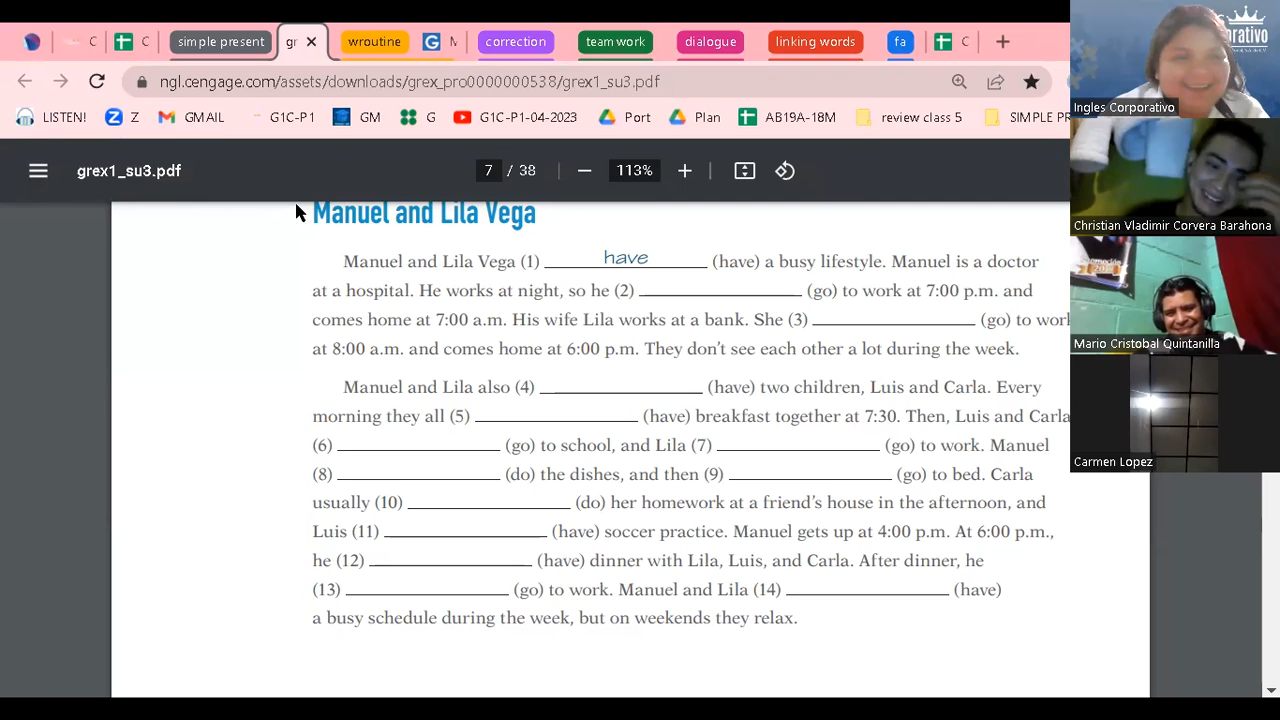 simple present
gr
wroutine
correction
team work
dialogue
linking words
fa
C
ngl.cengage.com/assets/downloads/grex_pro0000000538/grex1_su3.pdf
LISTEN!
Z
GMAIL
G1C-P1
GM
G
G1C-P1-04-2023
Port
Plan
AB19A-18M
review class 5
SIMPLE PR
grex1_su3.pdf
7 / 38
113%
Manuel and Lila Vega
Manuel and Lila Vega (1) have (have) a busy lifestyle. Manuel is a doctor
at a hospital. He works at night, so he (2) (go) to work at 7:00 p.m. and
comes home at 7:00 a.m. His wife Lila works at a bank. She (3) (go) to work
at 8:00 a.m. and comes home at 6:00 p.m. They don't see each other a lot during the week.
Manuel and Lila also (4) (have) two children, Luis and Carla. Every
morning they all (5) (have) breakfast together at 7:30. Then, Luis and Carla
(6) (go) to school, and Lila (7) (go) to work. Manuel
(8) (do) the dishes, and then (9) (go) to bed. Carla
usually (10) (do) her homework at a friend's house in the afternoon, and
Luis (11) (have) soccer practice. Manuel gets up at 4:00 p.m. At 6:00 p.m.,
he (12) (have) dinner with Lila, Luis, and Carla. After dinner, he
(13) (go) to work. Manuel and Lila (14) (have)
a busy schedule during the week, but on weekends they relax.
Ingles Corporativo
Christian Vladimir Corvera Barahona
Mario Cristobal Quintanilla
Carmen Lopez